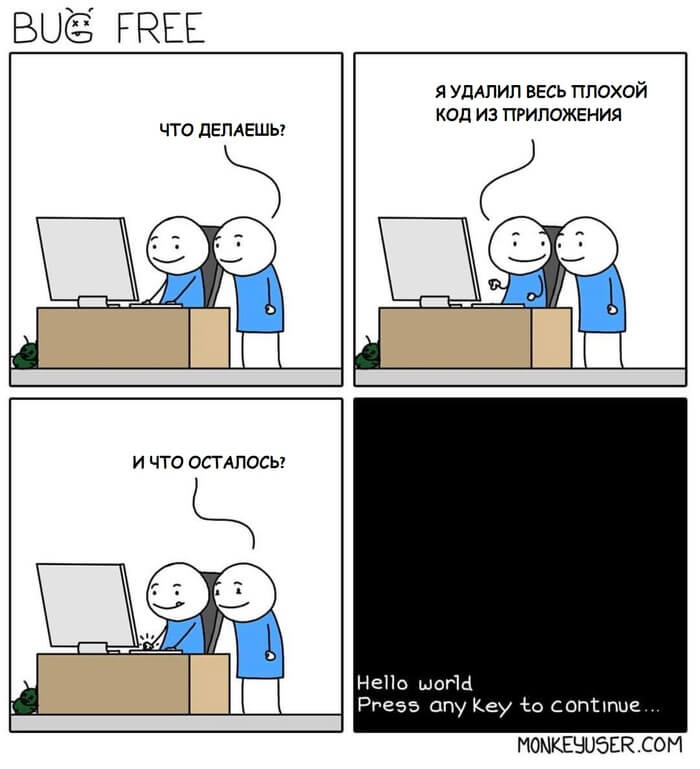 BUG FREE
ЧТО ДЕЛАЕШЬ?
Я УДАЛИЛ ВЕСЬ ПЛОХОЙ
КОД ИЗ ПРИЛОЖЕНИЯ
И ЧТО ОСТАЛОСЬ?
Hello world
Press any key to continue...
MONKEYUSER.COM